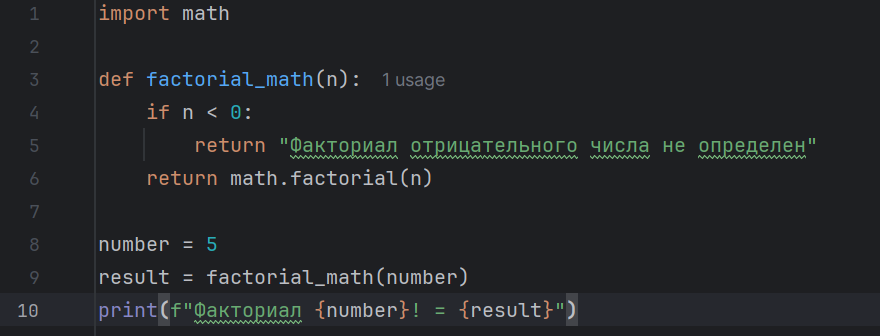 1 import math
2
3 def factorial_math(n): 1 usage
4     if n < 0:
5         return "Факториал отрицательного числа не определен"
6     return math.factorial(n)
7
8 number = 5
9 result = factorial_math(number)
10 print(f"Факториал {number}! = {result}")